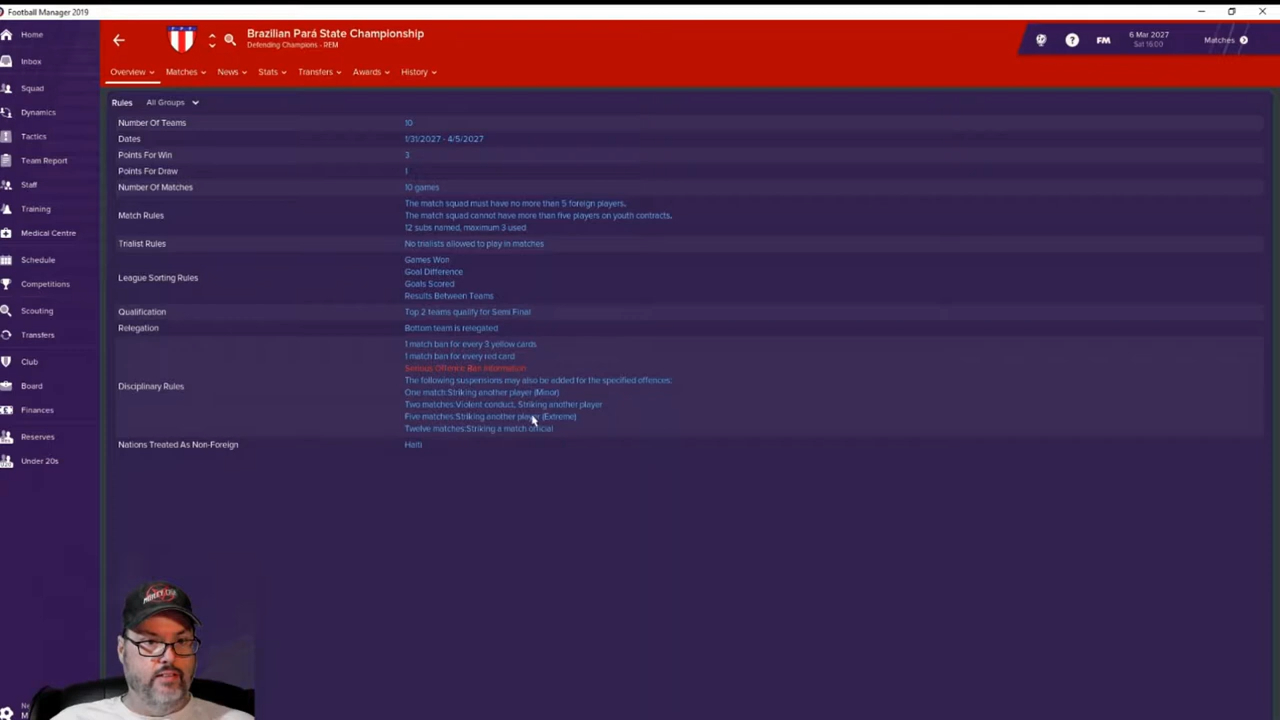 Football Manager 2019
Home
Inbox
Squad
Dynamics
Tactics
Team Report
Staff
Training
Medical Centre
Schedule
Competitions
Scouting
Transfers
Club
Board
Finances
Reserves
Under 20s
Brazilian Pará State Championship
Defending Champions - REM
? FM 6 Mar 2027
Sat 16:00
Matches
Overview Matches News Stats Transfers Awards History
Rules All Groups
Number Of Teams 10
Dates 1/31/2027 - 4/5/2027
Points For Win 3
Points For Draw 1
Number Of Matches 10 games
Match Rules
The match squad must have no more than 5 foreign players.
The match squad cannot have more than five players on youth contracts.
12 subs named, maximum 3 used
Trialist Rules No trialists allowed to play in matches
League Sorting Rules
Games Won
Goal Difference
Goals Scored
Results Between Teams
Qualification Top 2 teams qualify for Semi Final
Relegation Bottom team is relegated
Disciplinary Rules
1 match ban for every 3 yellow cards
1 match ban for every red card
Serious Offence Ban Information
The following suspensions may also be added for the specified offences:
One match:Striking another player (Minor)
Two matches:Violent conduct, Striking another player
Five matches:Striking another player (Extreme)
Twelve matches:Striking a match official
Nations Treated As Non-Foreign Haiti